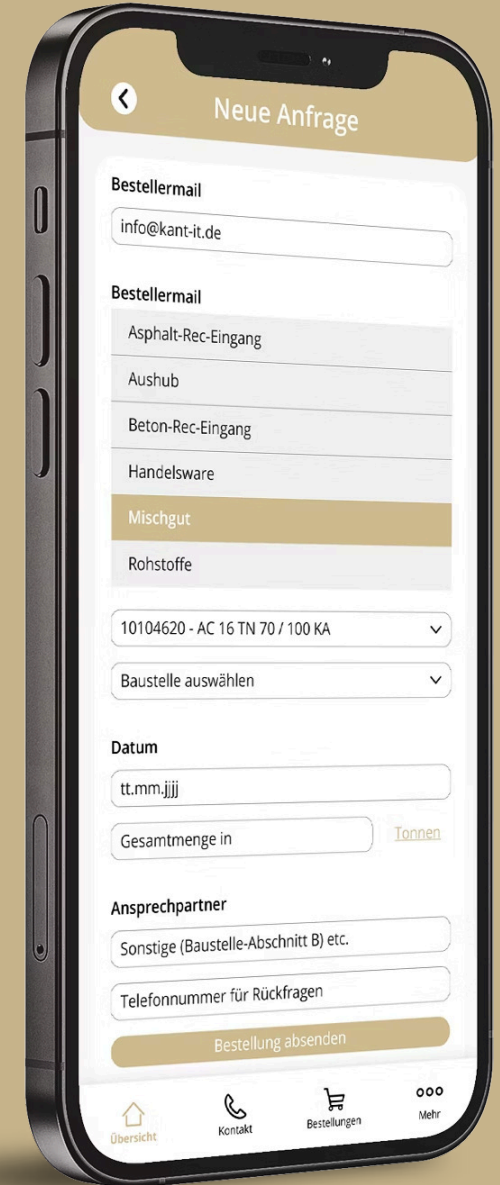 Neue Anfrage
Bestellermail
info@kant-it.de
Bestellermail
Asphalt-Rec-Eingang
Aushub
Beton-Rec-Eingang
Handelsware
Mischgut
Rohstoffe
10104620 - AC 16 TN 70 / 100 KA
Baustelle auswählen
Datum
tt.mm.jjjj
Gesamtmenge in Tonnen
Ansprechpartner
Sonstige (Baustelle-Abschnitt B) etc.
Telefonnummer für Rückfragen
Bestellung absenden
Übersicht Kontakt Bestellungen Mehr